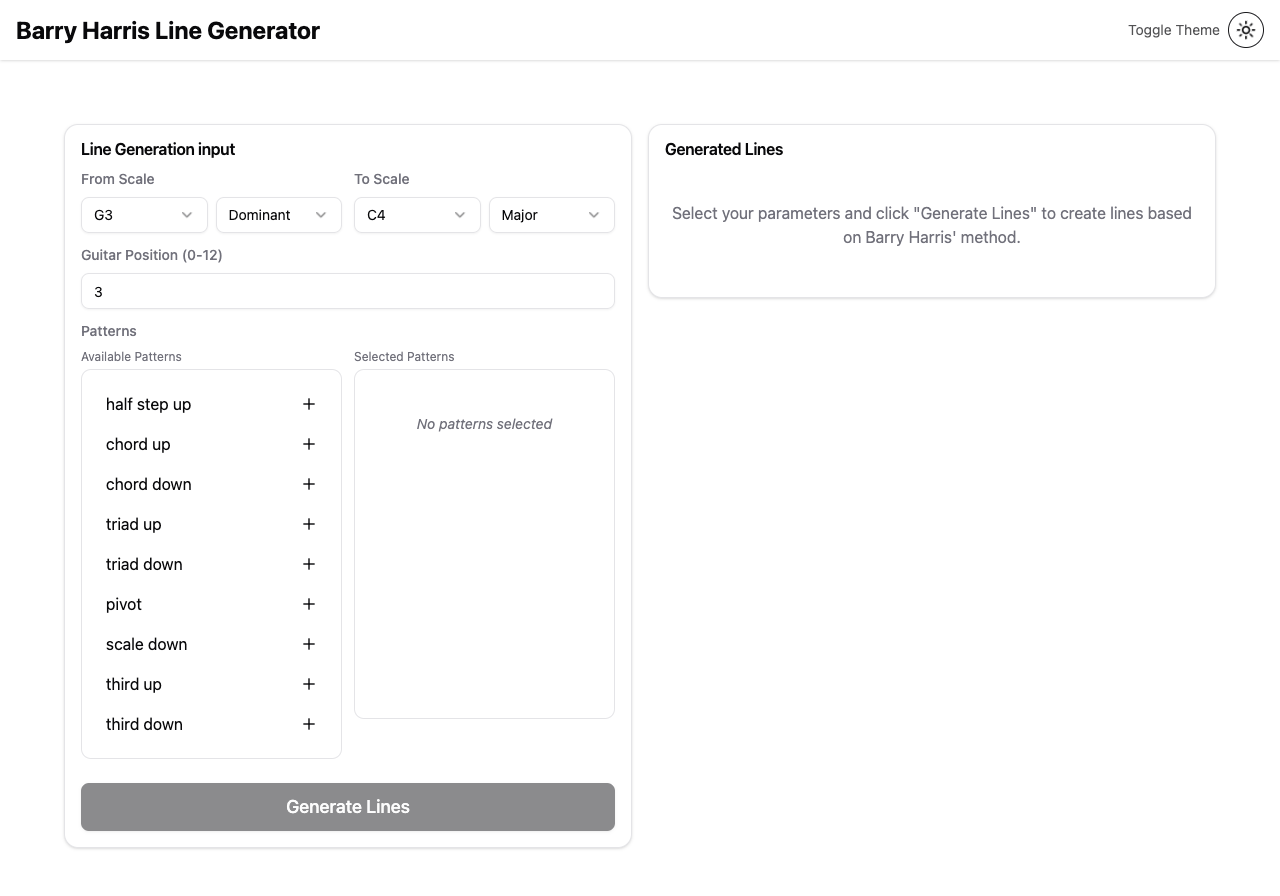 Barry Harris Line Generator
Toggle Theme
Line Generation input
From Scale
To Scale
G3
Dominant
C4
Major
Guitar Position (0-12)
3
Patterns
Available Patterns
Selected Patterns
half step up
chord up
chord down
triad up
triad down
pivot
scale down
third up
third down
No patterns selected
Generate Lines
Generated Lines
Select your parameters and click "Generate Lines" to create lines based
on Barry Harris' method.